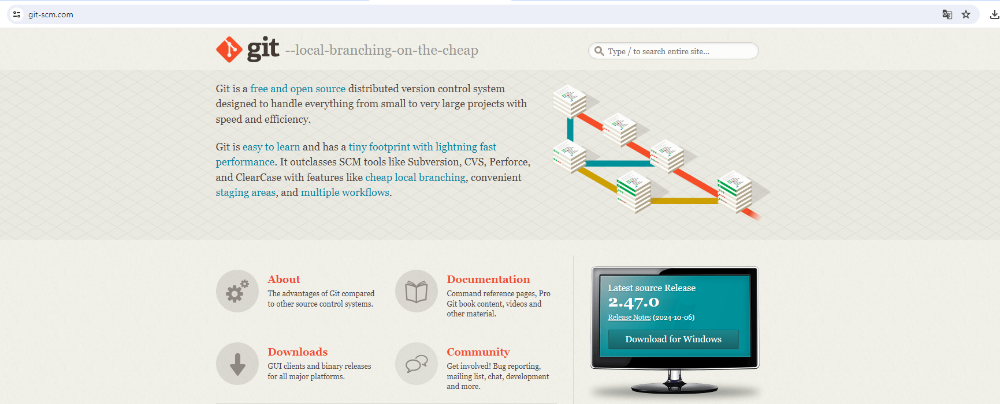 git-scm.com
git --local-branching-on-the-cheap
Type / to search entire site...
Git is a free and open source distributed version control system
designed to handle everything from small to very large projects with
speed and efficiency.
Git is easy to learn and has a tiny footprint with lightning fast
performance. It outclasses SCM tools like Subversion, CVS, Perforce,
and ClearCase with features like cheap local branching, convenient
staging areas, and multiple workflows.
About
The advantages of Git compared
to other source control systems.
Documentation
Command reference pages, Pro
Git book content, videos and
other material.
Downloads
GUI clients and binary releases
for all major platforms.
Community
Get involved! Bug reporting,
mailing list, chat, development
and more.
Latest source Release
2.47.0
Release Notes (2024-10-06)
Download for Windows